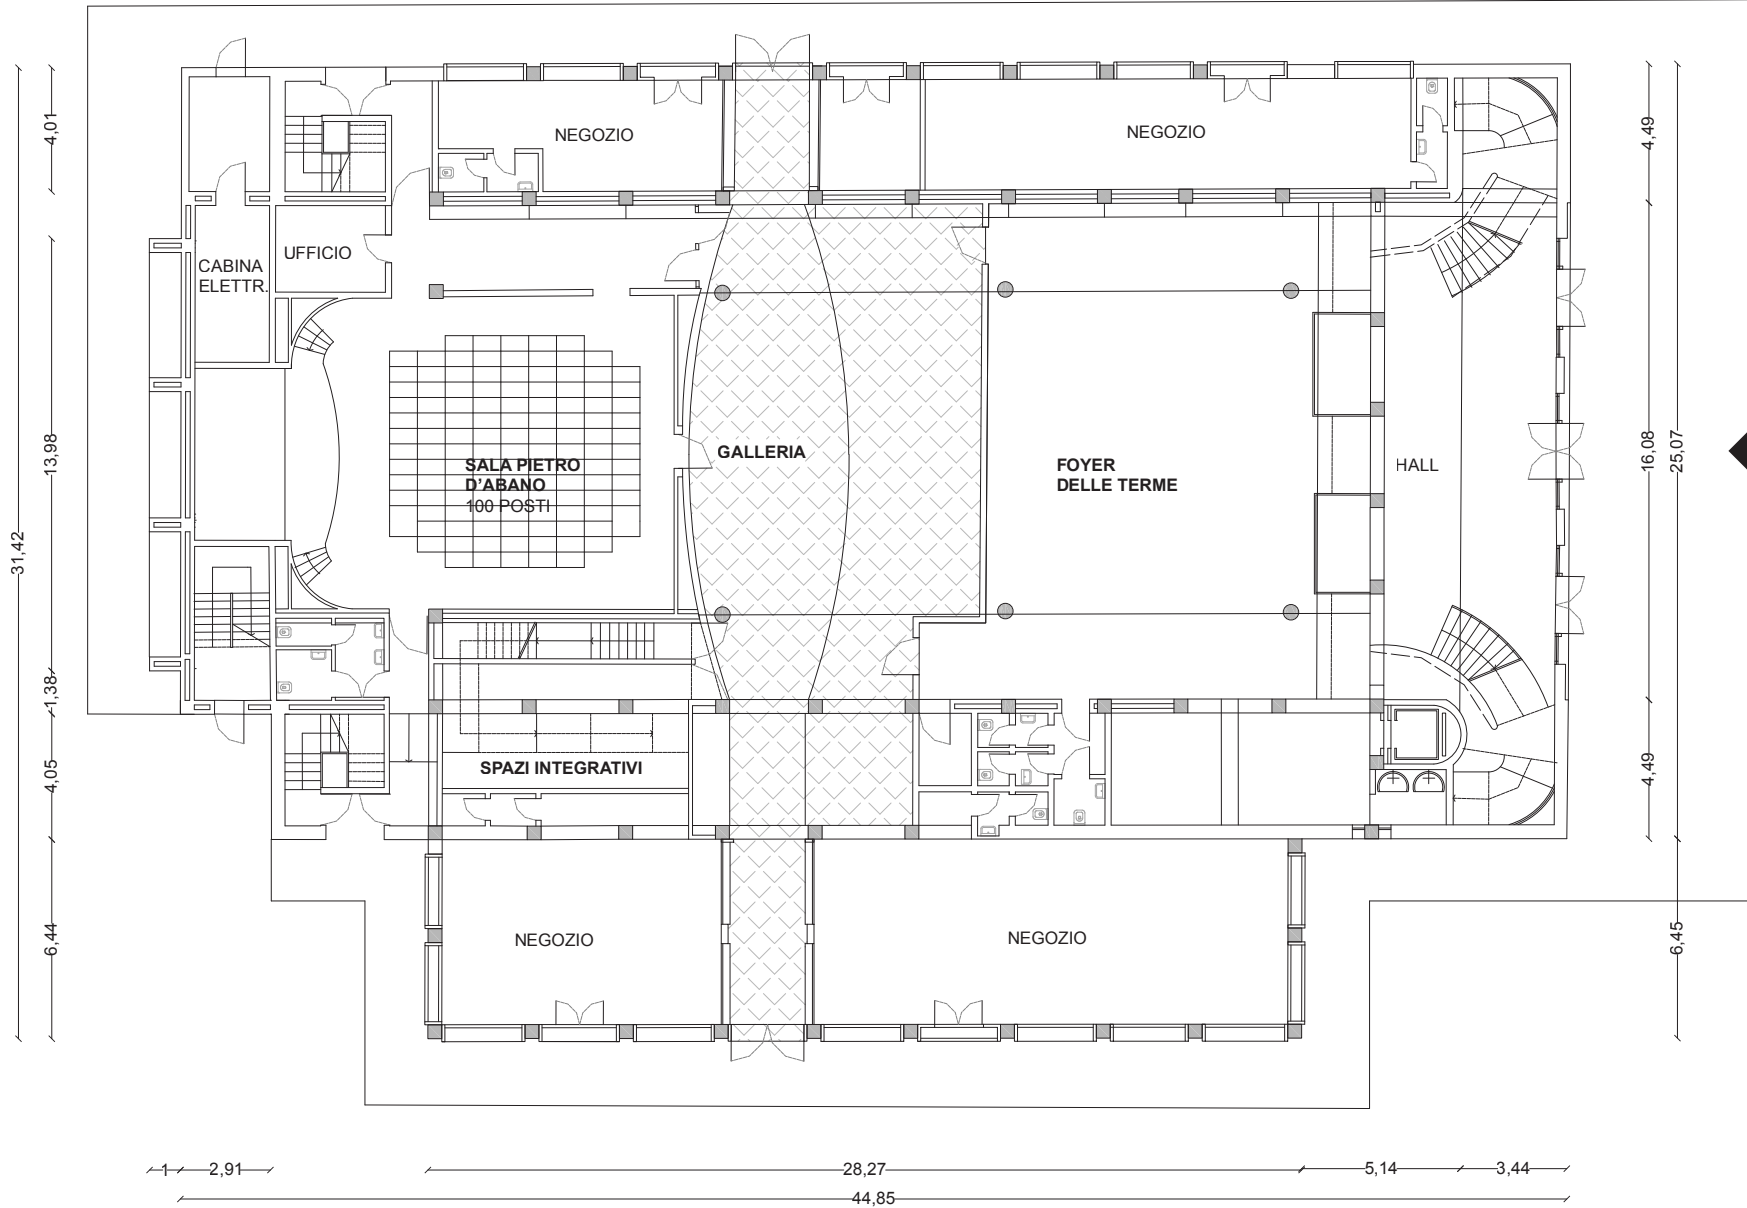 NEGOZIO
NEGOZIO
4,01
4,49
UFFICIO
CABINA
ELETTR.
13,98
GALLERIA
SALA PIETRO
D'ABANO
100 POSTI
FOYER
DELLE TERME
HALL
16,08
25,07
31,42
1,38
4,05
SPAZI INTEGRATIVI
4,49
6,44
NEGOZIO
NEGOZIO
6,45
1
2,91
28,27
5,14
3,44
44,85